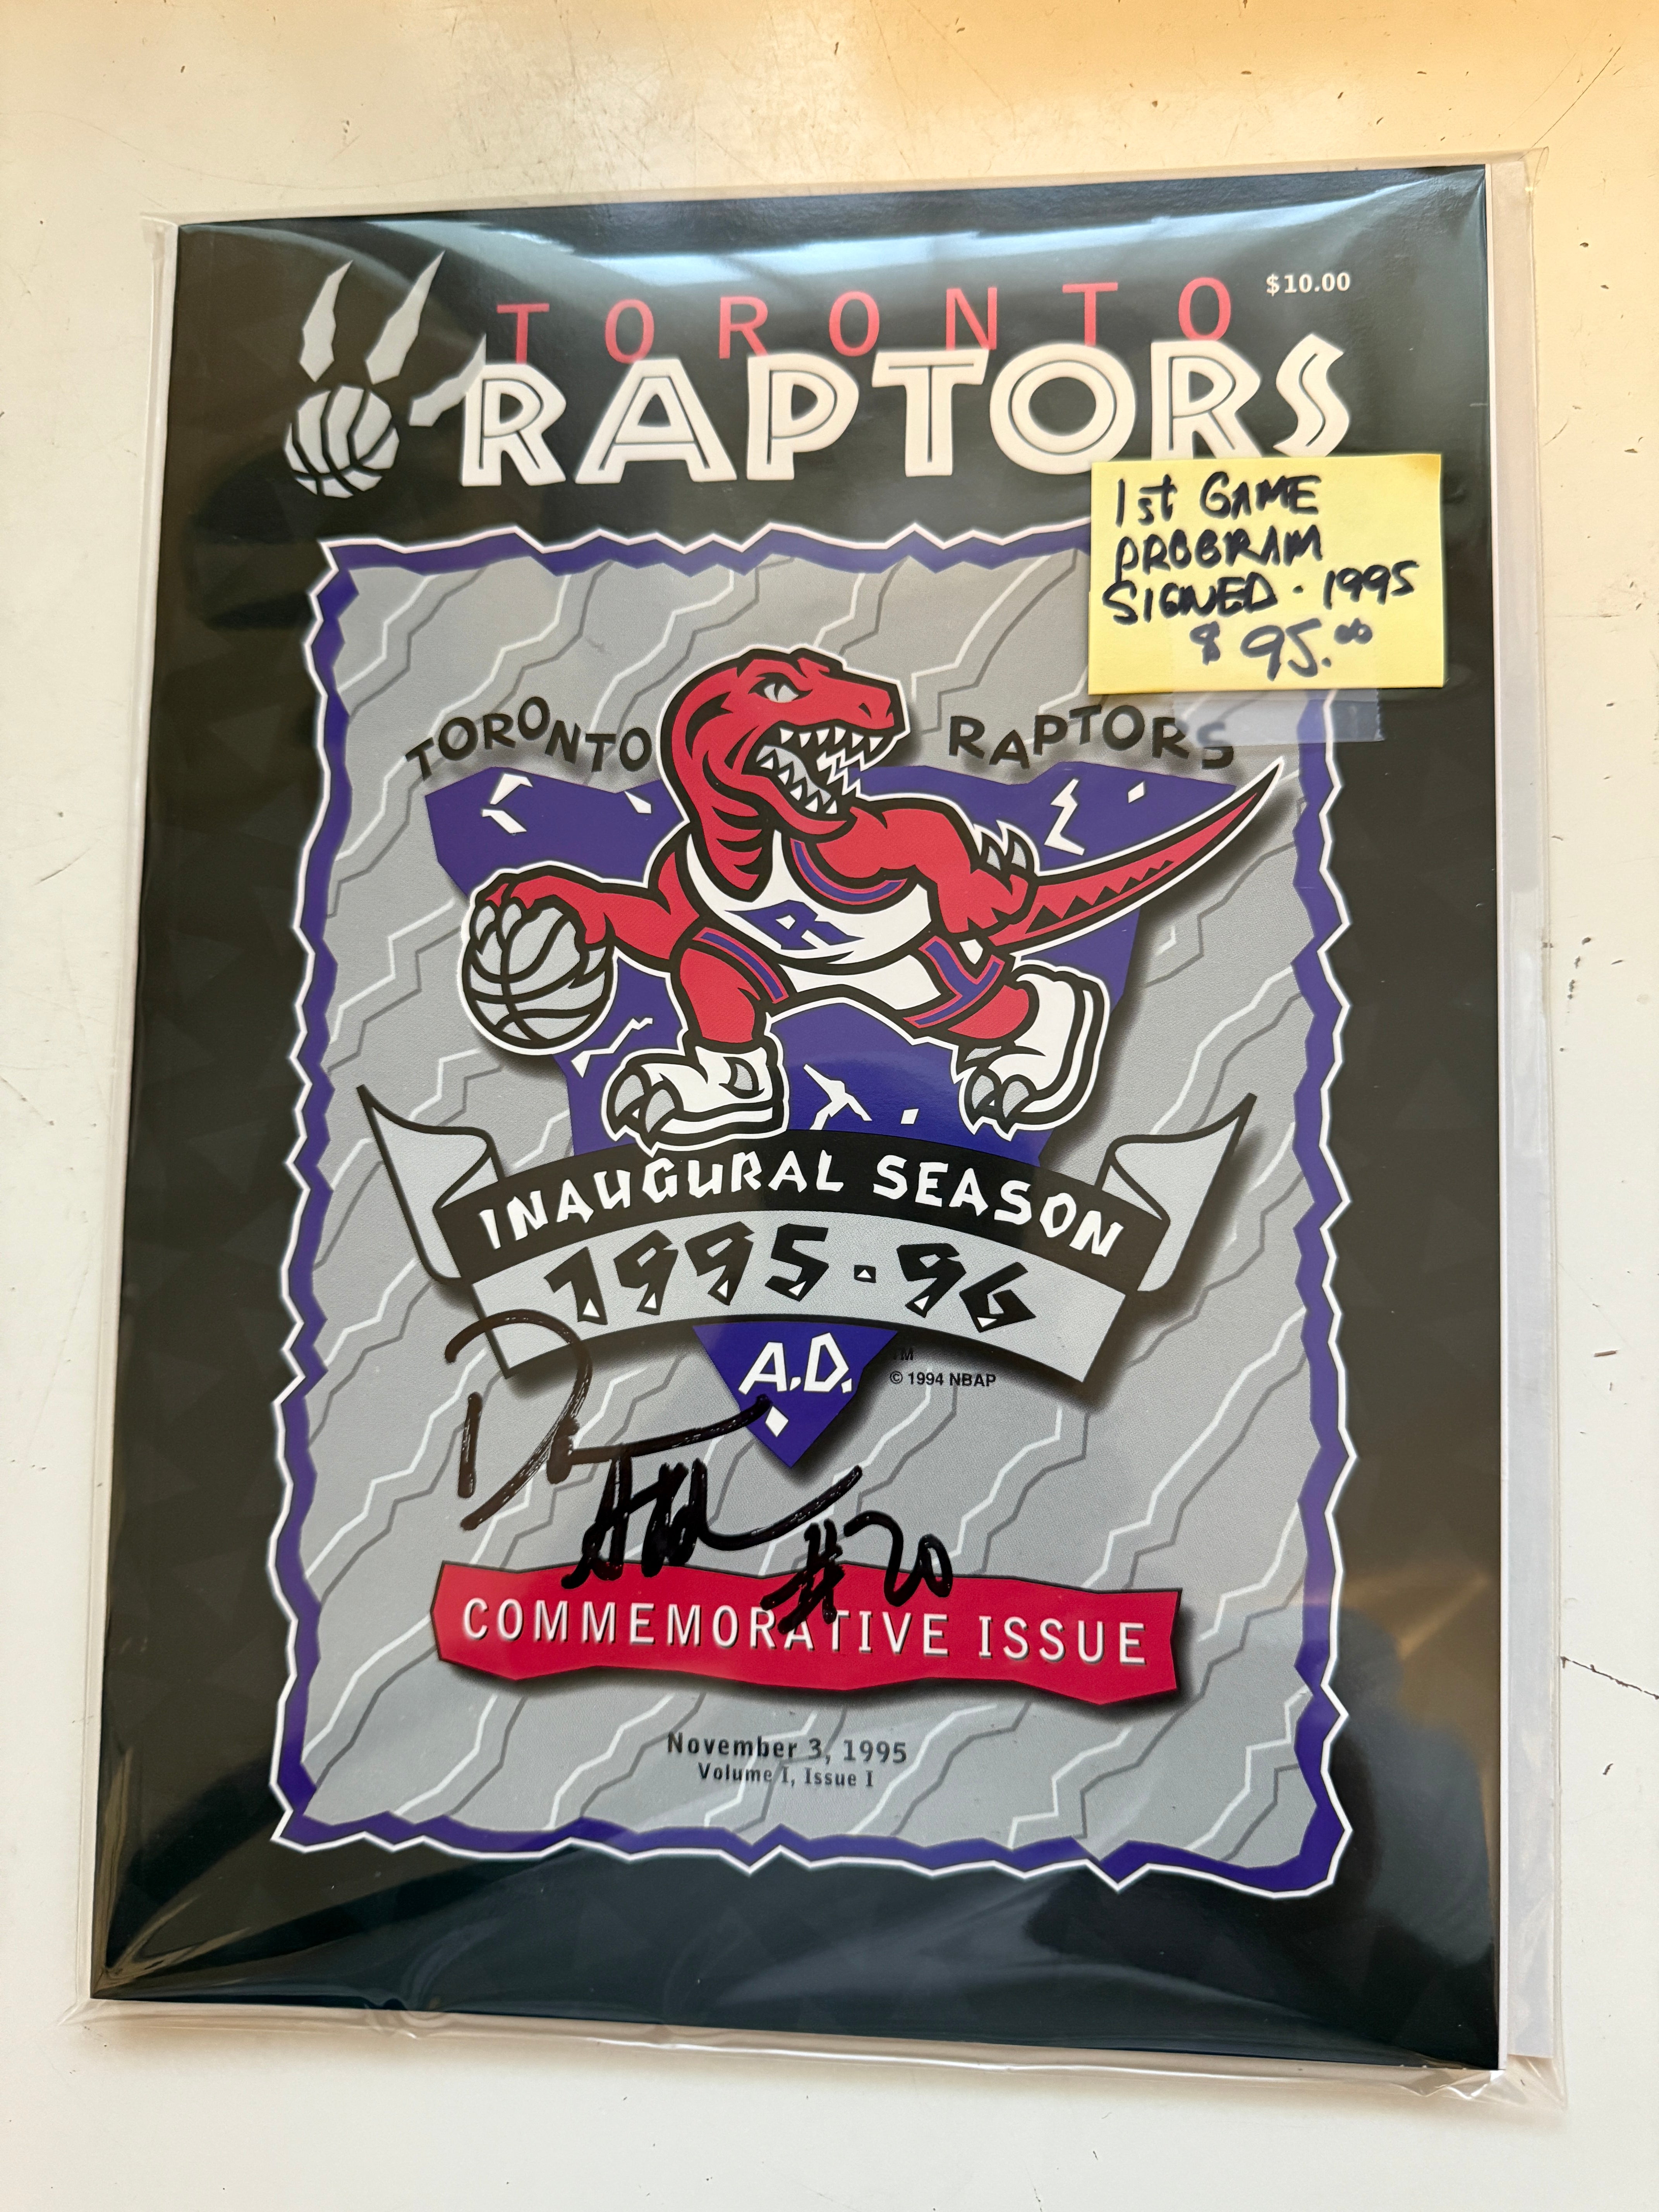 $10.00
TORONTO
RAPTORS
1st GAME
PROGRAM
SIGNED · 1995
$95.00
TORONTO RAPTORS
R
INAUGURAL SEASON
1995·96
A.D.
TM
© 1994 NBAP
#20
COMMEMORATIVE ISSUE
November 3, 1995
Volume I, Issue I